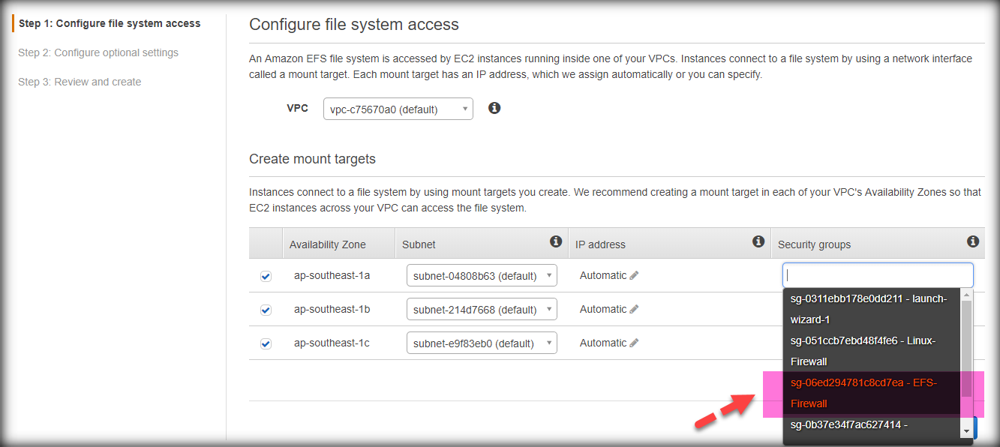 Step 1: Configure file system access
Step 2: Configure optional settings
Step 3: Review and create
Configure file system access
An Amazon EFS file system is accessed by EC2 instances running inside one of your VPCs. Instances connect to a file system by using a network interface
called a mount target. Each mount target has an IP address, which we assign automatically or you can specify.
VPC vpc-c75670a0 (default)
Create mount targets
Instances connect to a file system by using mount targets you create. We recommend creating a mount target in each of your VPC's Availability Zones so that
EC2 instances across your VPC can access the file system.
Availability Zone Subnet IP address Security groups
ap-southeast-1a subnet-04808b63 (default) Automatic
ap-southeast-1b subnet-214d7668 (default) Automatic
ap-southeast-1c subnet-e9f83eb0 (default) Automatic
sg-0311ebb178e0dd211 - launch-
wizard-1
sg-051ccb7ebd48f4fe6 - Linux-
Firewall
sg-06ed294781c8cd7ea - EFS-
Firewall
sg-0b37e34f7ac627414 -